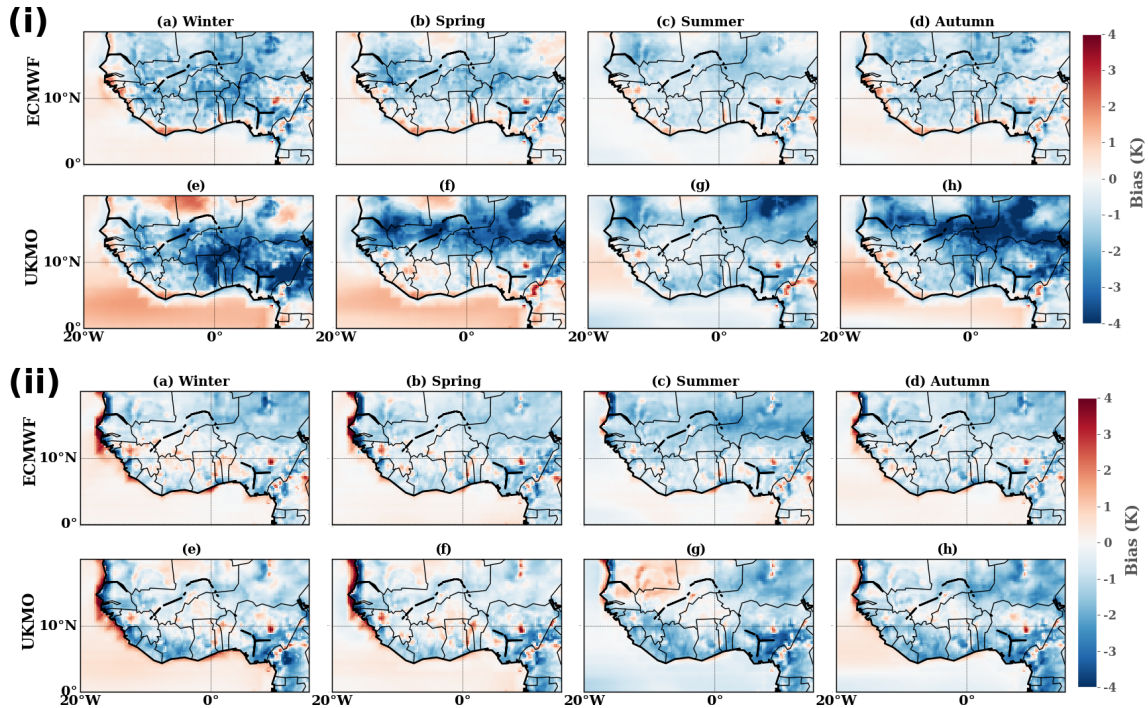 (i)
(a) Winter (b) Spring (c) Summer (d) Autumn
ECMWF
10°N
0°
(e) (f) (g) (h)
UKMO
10°N
0°
20°W 0° 20°W 0° 20°W 0° 20°W 0°
4
3
2
1
0
-1
-2
-3
-4
Bias (K)
(ii)
(a) Winter (b) Spring (c) Summer (d) Autumn
ECMWF
10°N
0°
(e) (f) (g) (h)
UKMO
10°N
0°
20°W 0° 20°W 0° 20°W 0° 20°W 0°
4
3
2
1
0
-1
-2
-3
-4
Bias (K)